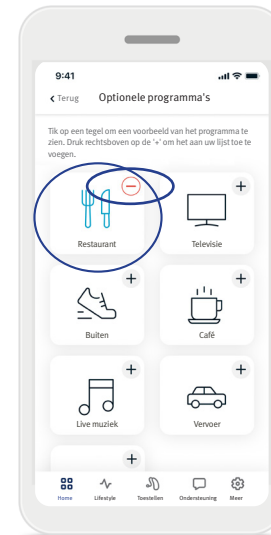 9:41
Terug Optionele programma's
Tik op een tegel om een voorbeeld van het programma te
zien. Druk rechtsboven op de '+' om het aan uw lijst toe te
voegen.
Restaurant Televisie
Buiten Café
Live muziek Vervoer
Home Lifestyle Toestellen Ondersteuning Meer